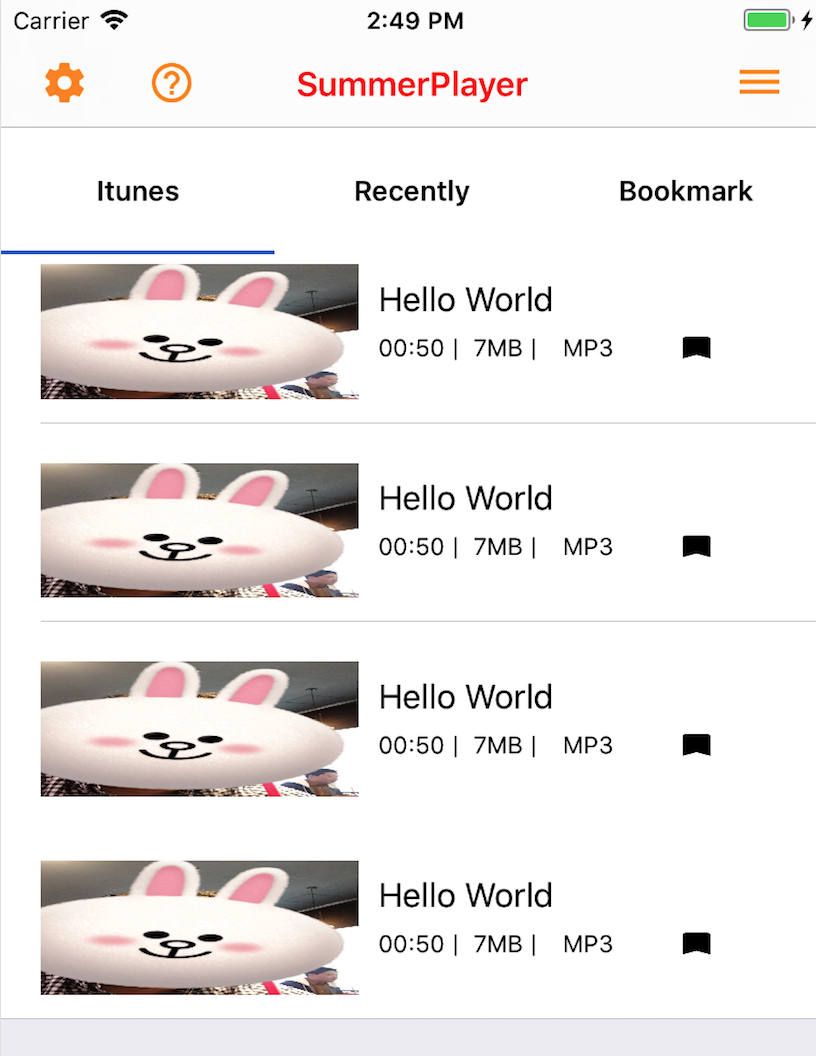 Carrier 2:49 PM
SummerPlayer
Itunes Recently Bookmark
Hello World
00:50 | 7MB | MP3
Hello World
00:50 | 7MB | MP3
Hello World
00:50 | 7MB | MP3
Hello World
00:50 | 7MB | MP3